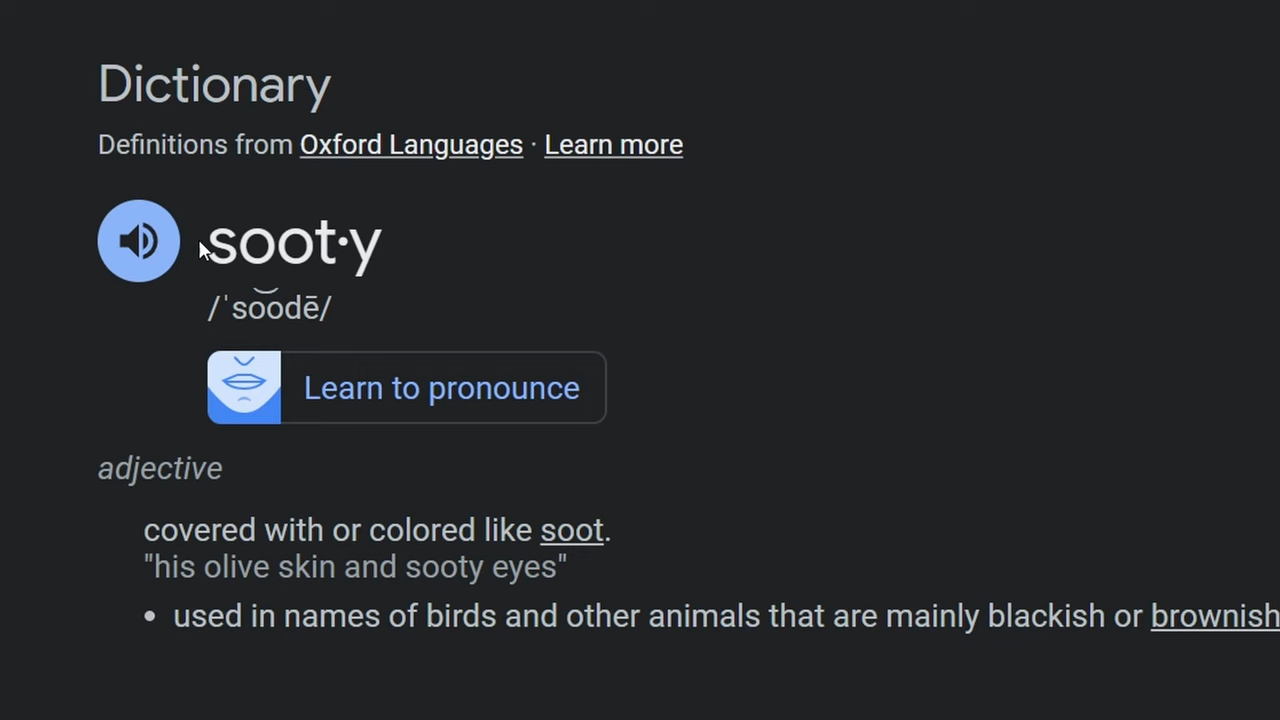 Dictionary
Definitions from Oxford Languages · Learn more
soot·y
/ˈso͝odē/
Learn to pronounce
adjective
covered with or colored like soot.
"his olive skin and sooty eyes"
• used in names of birds and other animals that are mainly blackish or brownish